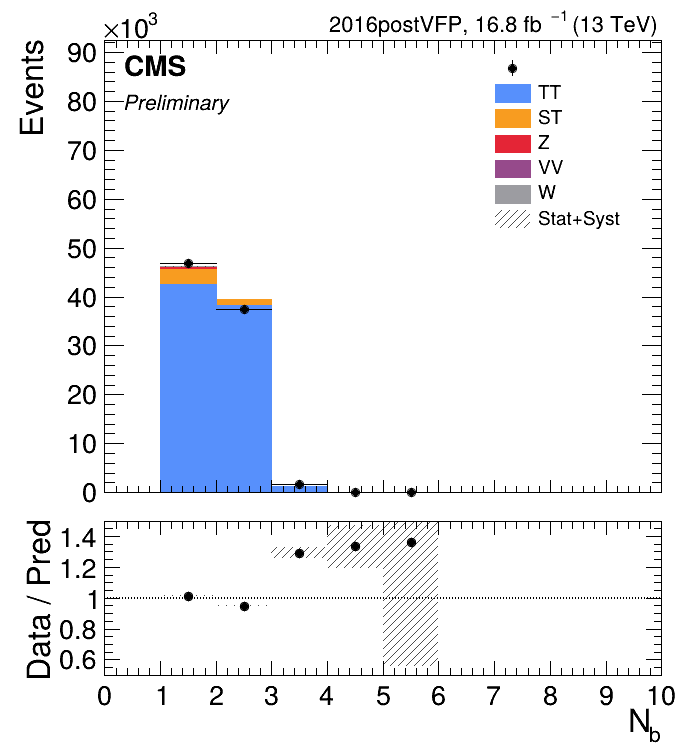 ×10³
2016postVFP, 16.8 fb ⁻¹ (13 TeV)
CMS
Preliminary
Events
90
80
70
60
50
40
30
20
10
0
TT
ST
Z
VV
W
Stat+Syst
Data / Pred
1.4
1.2
1
0.8
0.6
0 1 2 3 4 5 6 7 8 9 10
N_b